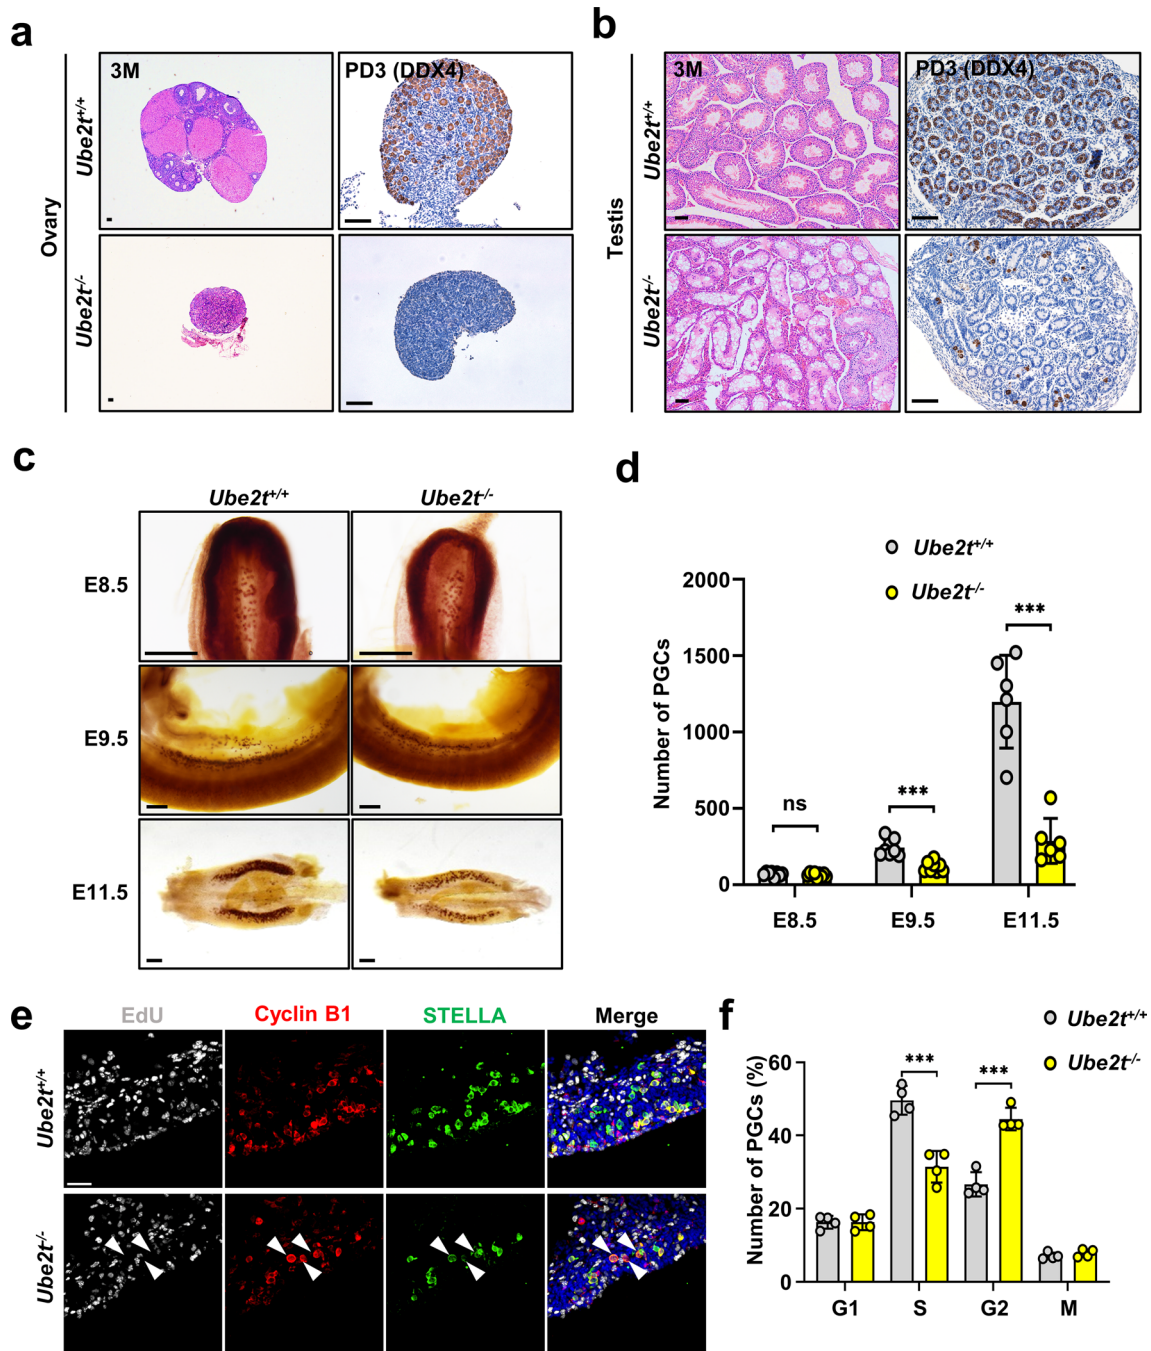 a
Ovary
3M
PD3 (DDX4)
Ube2t+/+
Ube2t-/-
b
Testis
3M
PD3 (DDX4)
Ube2t+/+
Ube2t-/-
c
Ube2t+/+
Ube2t-/-
E8.5
E9.5
E11.5
d
Ube2t+/+
Ube2t-/-
Number of PGCs
2000
1500
1000
500
0
ns
***
***
E8.5
E9.5
E11.5
e
EdU
Cyclin B1
STELLA
Merge
Ube2t+/+
Ube2t-/-
f
Ube2t+/+
Ube2t-/-
Number of PGCs (%)
60
40
20
0
***
***
G1
S
G2
M